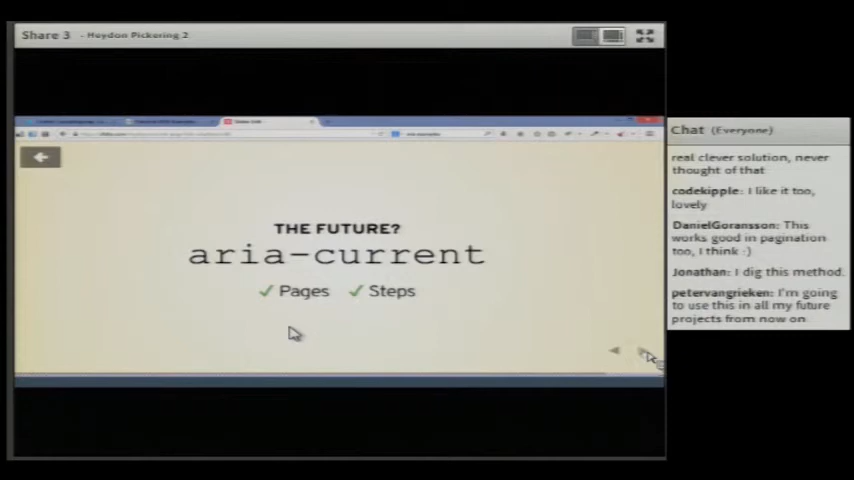 Share 3 - Heydon Pickering 2
THE FUTURE?
aria-current
✓ Pages ✓ Steps
Chat (Everyone)
real clever solution, never
thought of that
codekipple: I like it too,
lovely
DanielGoransson: This
works good in pagination
too, I think :)
Jonathan: I dig this method.
petervangrieken: I'm going
to use this in all my future
projects from now on.